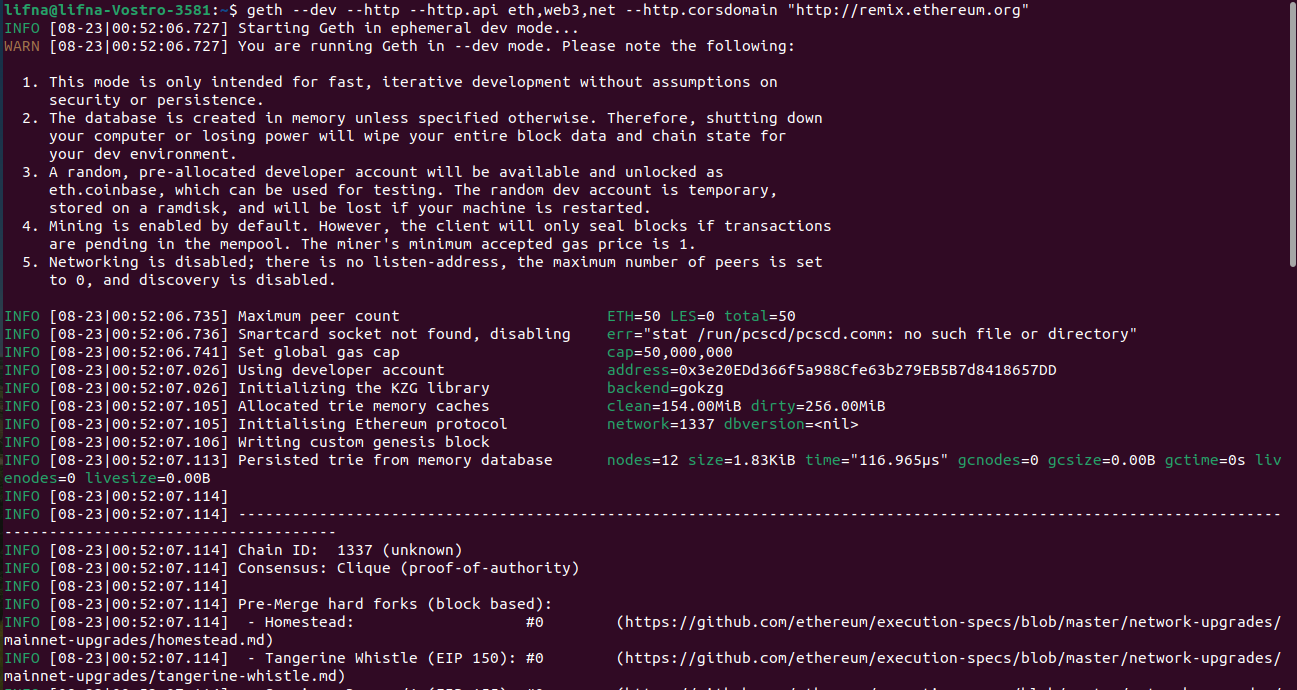 lifna@lifna-Vostro-3581:~$ geth --dev --http --http.api eth,web3,net --http.corsdomain "http://remix.ethereum.org"
INFO [08-23|00:52:06.727] Starting Geth in ephemeral dev mode...
WARN [08-23|00:52:06.727] You are running Geth in --dev mode. Please note the following:
1. This mode is only intended for fast, iterative development without assumptions on
security or persistence.
2. The database is created in memory unless specified otherwise. Therefore, shutting down
your computer or losing power will wipe your entire block data and chain state for
your dev environment.
3. A random, pre-allocated developer account will be available and unlocked as
eth.coinbase, which can be used for testing. The random dev account is temporary,
stored on a ramdisk, and will be lost if your machine is restarted.
4. Mining is enabled by default. However, the client will only seal blocks if transactions
are pending in the mempool. The miner's minimum accepted gas price is 1.
5. Networking is disabled; there is no listen-address, the maximum number of peers is set
to 0, and discovery is disabled.
INFO [08-23|00:52:06.735] Maximum peer count ETH=50 LES=0 total=50
INFO [08-23|00:52:06.736] Smartcard socket not found, disabling err="stat /run/pcscd/pcscd.comm: no such file or directory"
INFO [08-23|00:52:06.741] Set global gas cap cap=50,000,000
INFO [08-23|00:52:07.026] Using developer account address=0x3e20EDd366f5a988Cfe63b279EB5B7d8418657DD
INFO [08-23|00:52:07.026] Initializing the KZG library backend=gokzg
INFO [08-23|00:52:07.105] Allocated trie memory caches clean=154.00MiB dirty=256.00MiB
INFO [08-23|00:52:07.105] Initialising Ethereum protocol network=1337 dbversion=<nil>
INFO [08-23|00:52:07.106] Writing custom genesis block
INFO [08-23|00:52:07.113] Persisted trie from memory database nodes=12 size=1.83KiB time="116.965µs" gcnodes=0 gcsize=0.00B gctime=0s liv
enodes=0 livesize=0.00B
INFO [08-23|00:52:07.114]
INFO [08-23|00:52:07.114] --------------------------------------------------------------------------------------------------------------------
-------------------------------------
INFO [08-23|00:52:07.114] Chain ID:  1337 (unknown)
INFO [08-23|00:52:07.114] Consensus: Clique (proof-of-authority)
INFO [08-23|00:52:07.114]
INFO [08-23|00:52:07.114] Pre-Merge hard forks (block based):
INFO [08-23|00:52:07.114]  - Homestead: #0 (https://github.com/ethereum/execution-specs/blob/master/network-upgrades/
mainnet-upgrades/homestead.md)
INFO [08-23|00:52:07.114]  - Tangerine Whistle (EIP 150): #0 (https://github.com/ethereum/execution-specs/blob/master/network-upgrades/
mainnet-upgrades/tangerine-whistle.md)